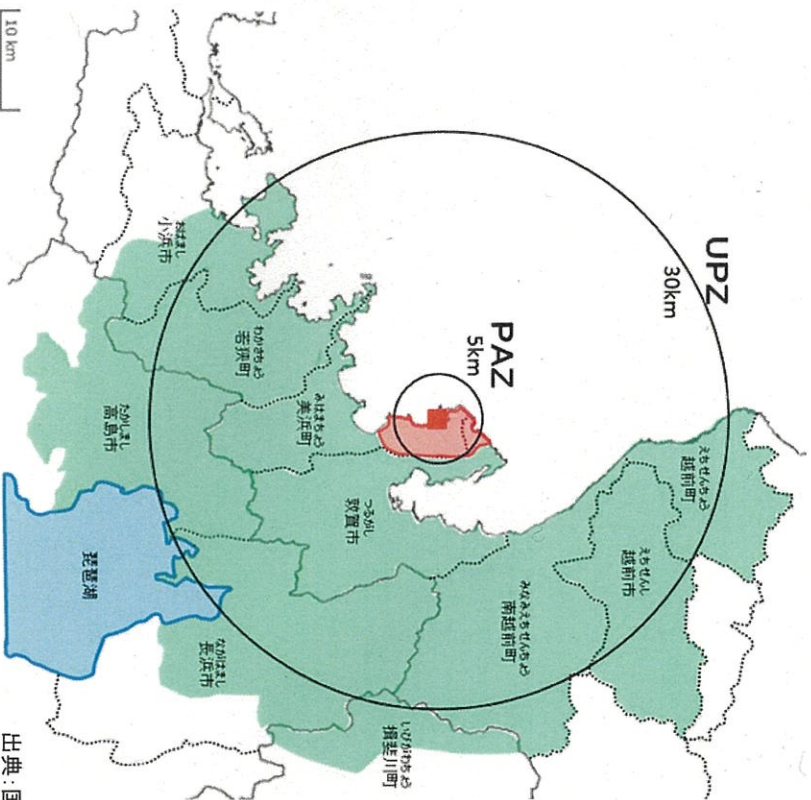 UPZ
30km
PAZ
5km
えちぜんちょう
越前町
えちぜんし
越前市
みなみえちぜんちょう
南越前町
つるがし
敦賀市
みはまちょう
美浜町
わかさちょう
若狭町
おばまし
小浜市
たかしまし
高島市
琵琶湖
ながはまし
長浜市
いびがわちょう
揖斐川町
10 km
出典:国